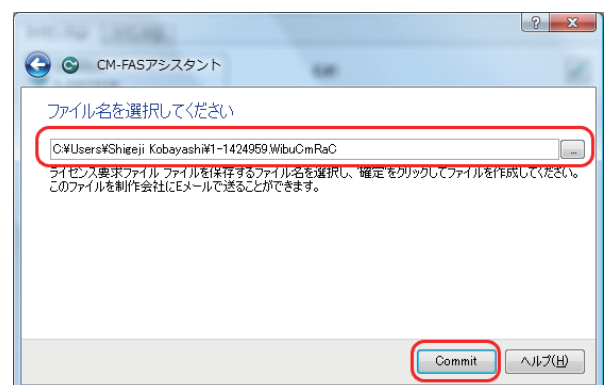 CM-FASアシスタント
ファイル名を選択してください
C:¥Users¥Shigeji Kobayashi¥1-1424959.WibuCmRaC
...
ライセンス要求ファイル ファイルを保存するファイル名を選択し、'確定'をクリックしてファイルを作成してください。
このファイルを制作会社にEメールで送ることができます。
Commit
ヘルプ(H)